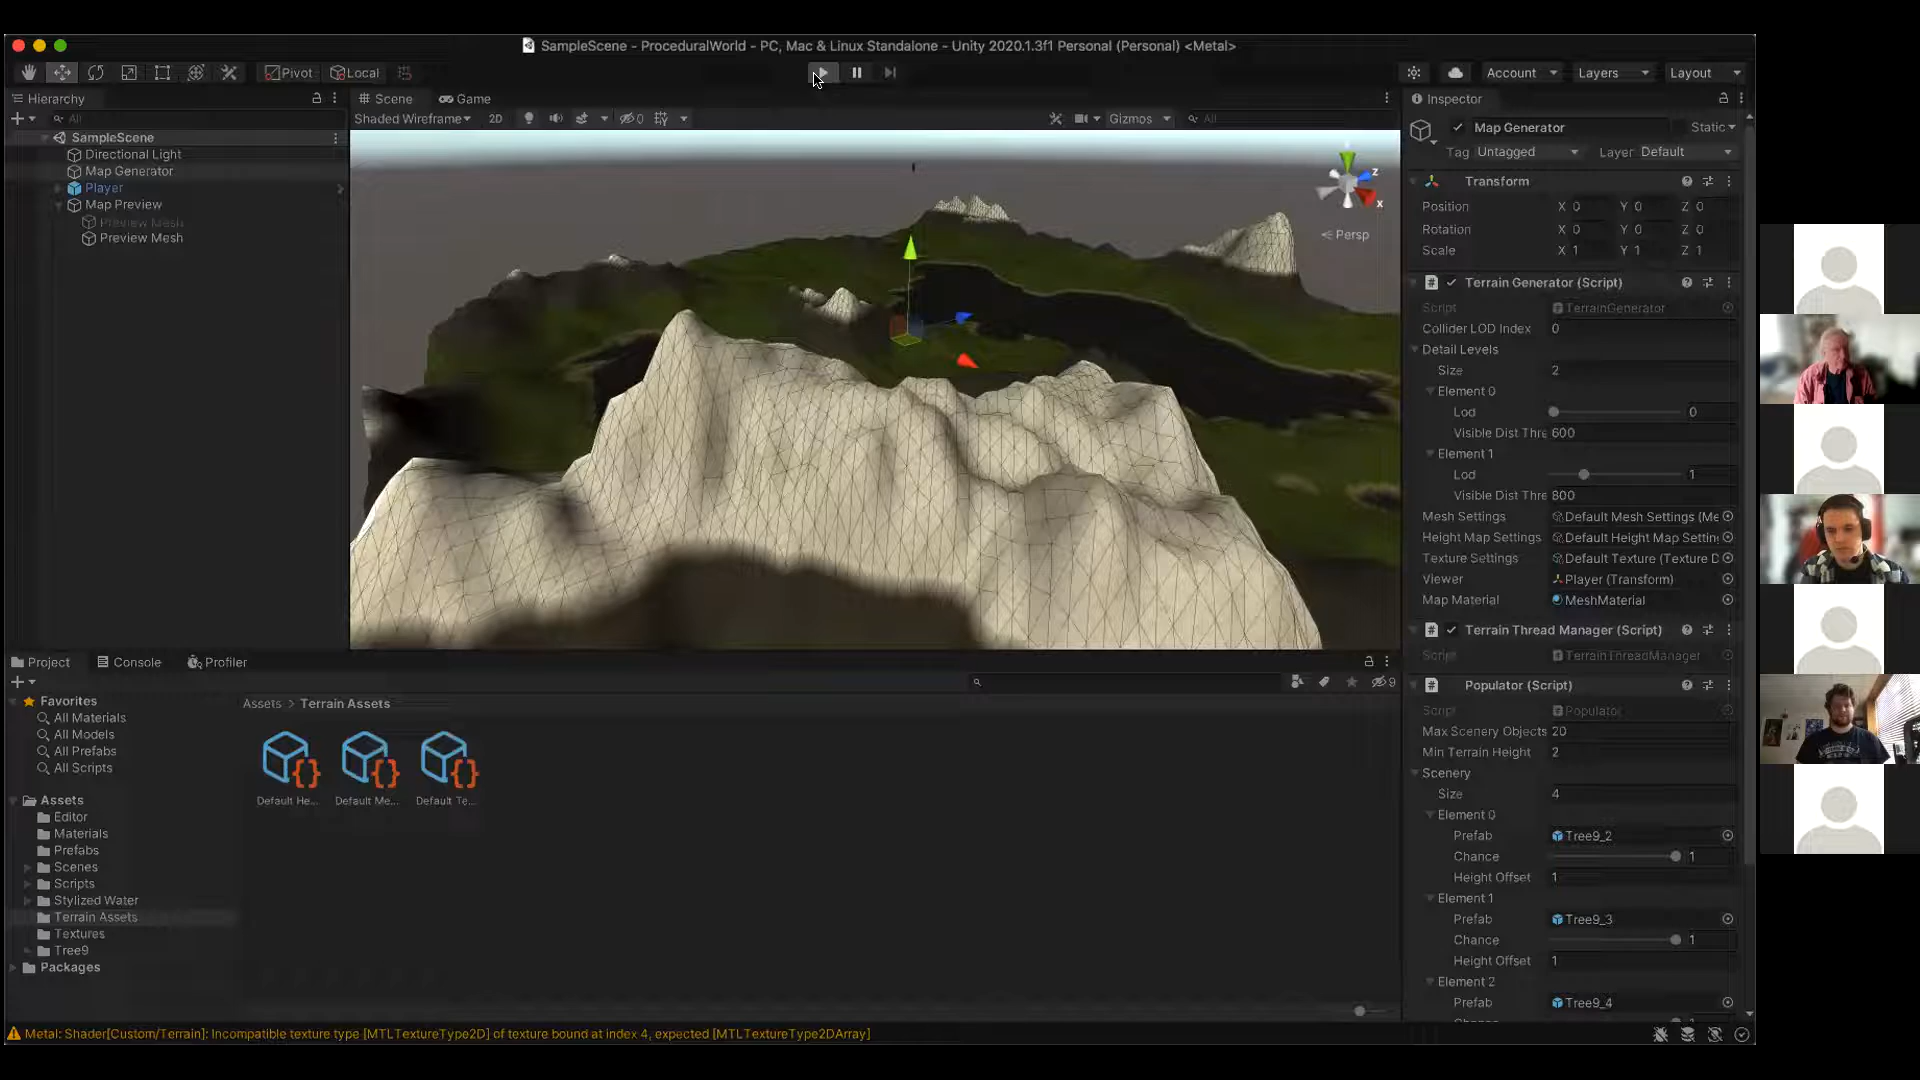 SampleScene - ProceduralWorld - PC, Mac & Linux Standalone - Unity 2020.1.3f1 Personal (Personal) <Metal>
Pivot Local Account Layers Layout
Hierarchy
All
SampleScene
Directional Light
Map Generator
Player
Map Preview
Preview Mesh
Preview Mesh
Scene Game
Shaded Wireframe 2D 0 Gizmos All
z
x
Persp
Inspector
Map Generator Static
Tag Untagged Layer Default
Transform
Position X 0 Y 0 Z 0
Rotation X 0 Y 0 Z 0
Scale X 1 Y 1 Z 1
Terrain Generator (Script)
Script TerrainGenerator
Collider LOD Index 0
Detail Levels
Size 2
Element 0
Lod 0
Visible Dist Thre 600
Element 1
Lod 1
Visible Dist Thre 800
Mesh Settings Default Mesh Settings (Me
Height Map Settings Default Height Map Settin
Texture Settings Default Texture (Texture D
Viewer Player (Transform)
Map Material MeshMaterial
Terrain Thread Manager (Script)
Script TerrainThreadManager
Populator (Script)
Script Populator
Max Scenery Objects 20
Min Terrain Height 2
Scenery
Size 4
Element 0
Prefab Tree9_2
Chance 1
Height Offset 1
Element 1
Prefab Tree9_3
Chance 1
Height Offset 1
Element 2
Prefab Tree9_4
Project Console Profiler
9
Favorites
All Materials
All Models
All Prefabs
All Scripts
Assets
Editor
Materials
Prefabs
Scenes
Scripts
Stylized Water
Terrain Assets
Textures
Tree9
Packages
Assets > Terrain Assets
Default He... Default Me... Default Te...
Metal: Shader[Custom/Terrain]: Incompatible texture type [MTLTextureType2D] of texture bound at index 4, expected [MTLTextureType2DArray]